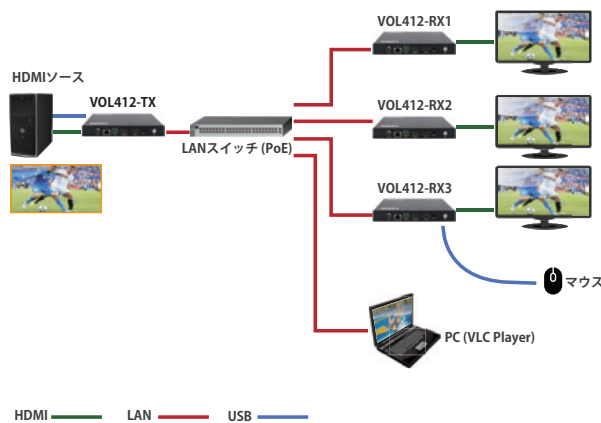 VOL412-RX1
HDMIソース
VOL412-TX
VOL412-RX2
LANスイッチ (PoE)
VOL412-RX3
マウス
PC (VLC Player)
HDMI
LAN
USB